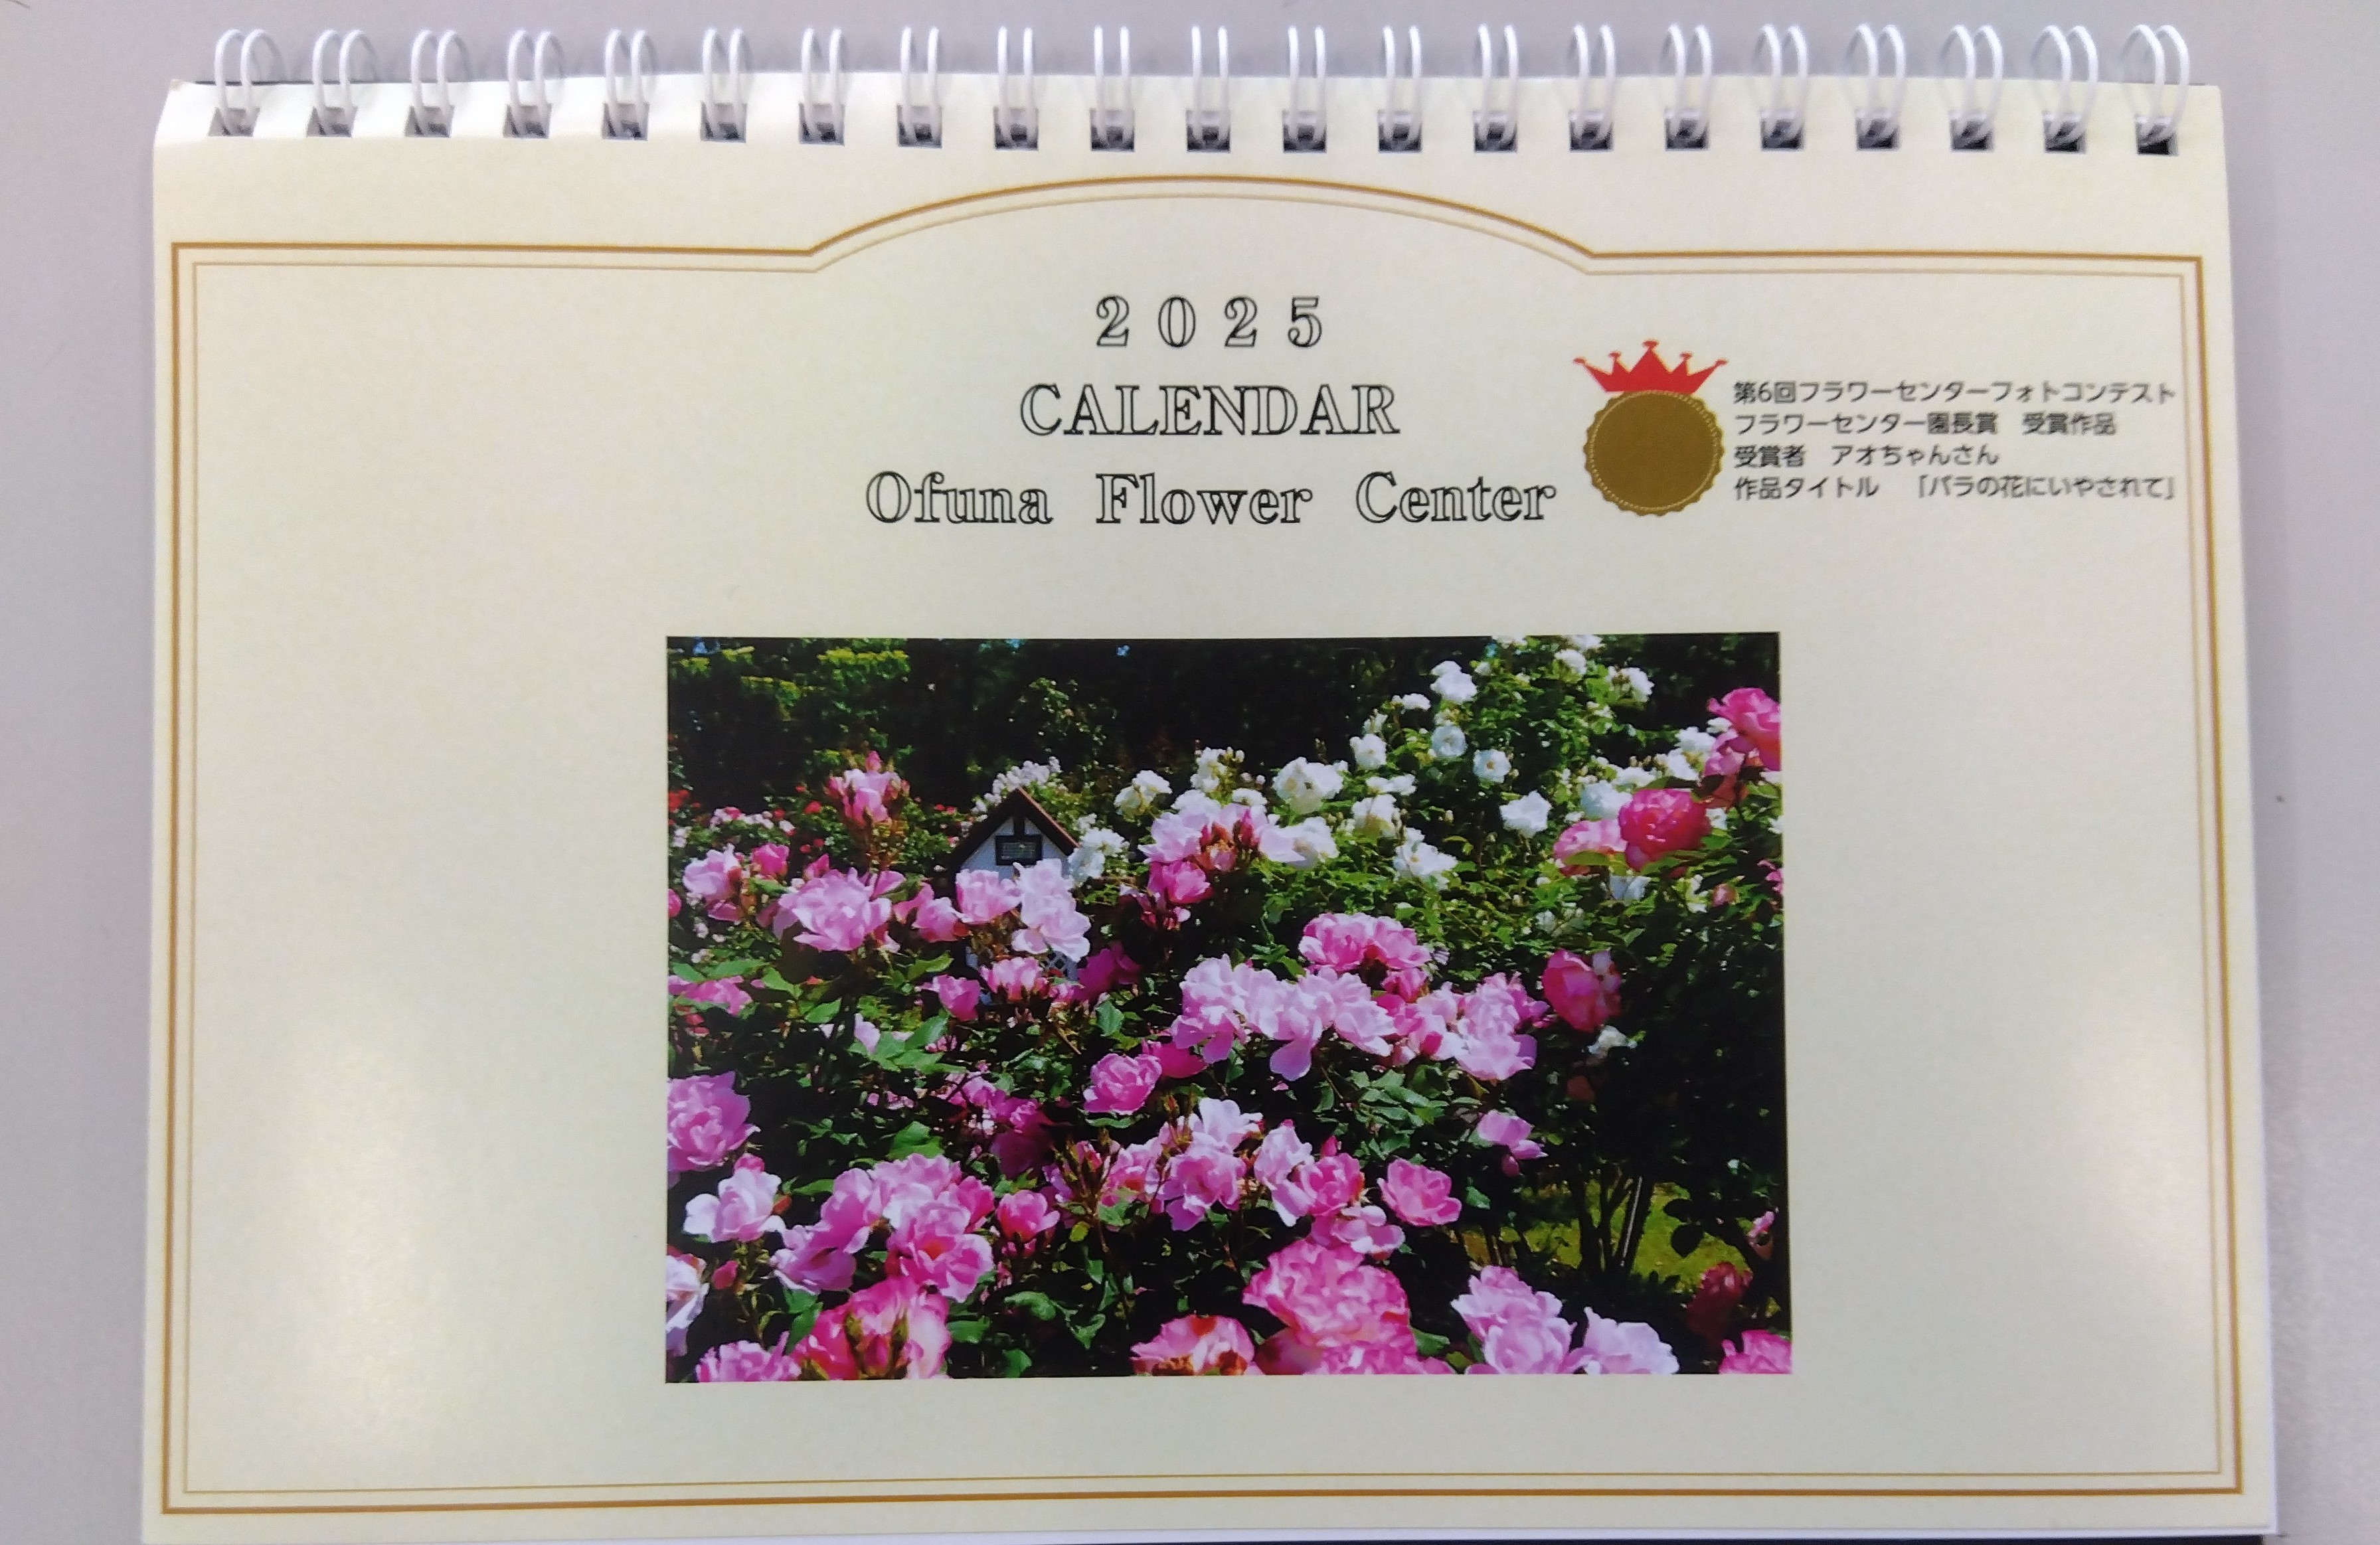 2025
CALENDAR
Ofuna Flower Center
第6回フラワーセンターフォトコンテスト
フラワーセンター園長賞 受賞作品
受賞者 アオちゃんさん
作品タイトル 「バラの花にいやされて」